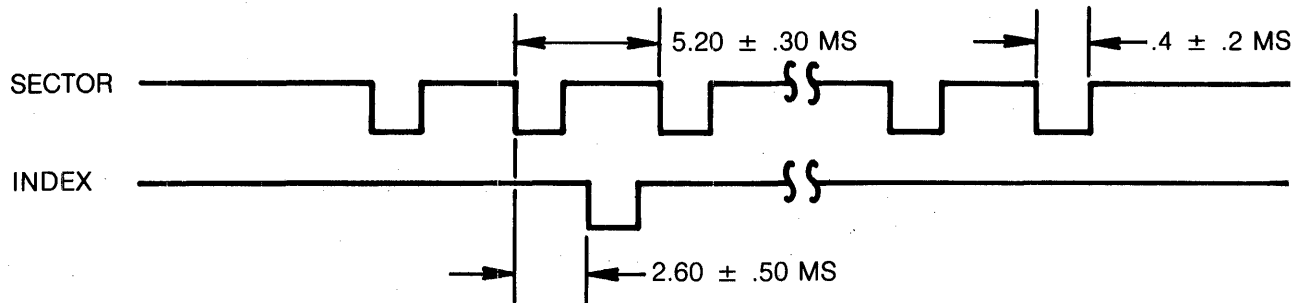 5.20 ± .30 MS
.4 ± .2 MS
SECTOR
INDEX
2.60 ± .50 MS